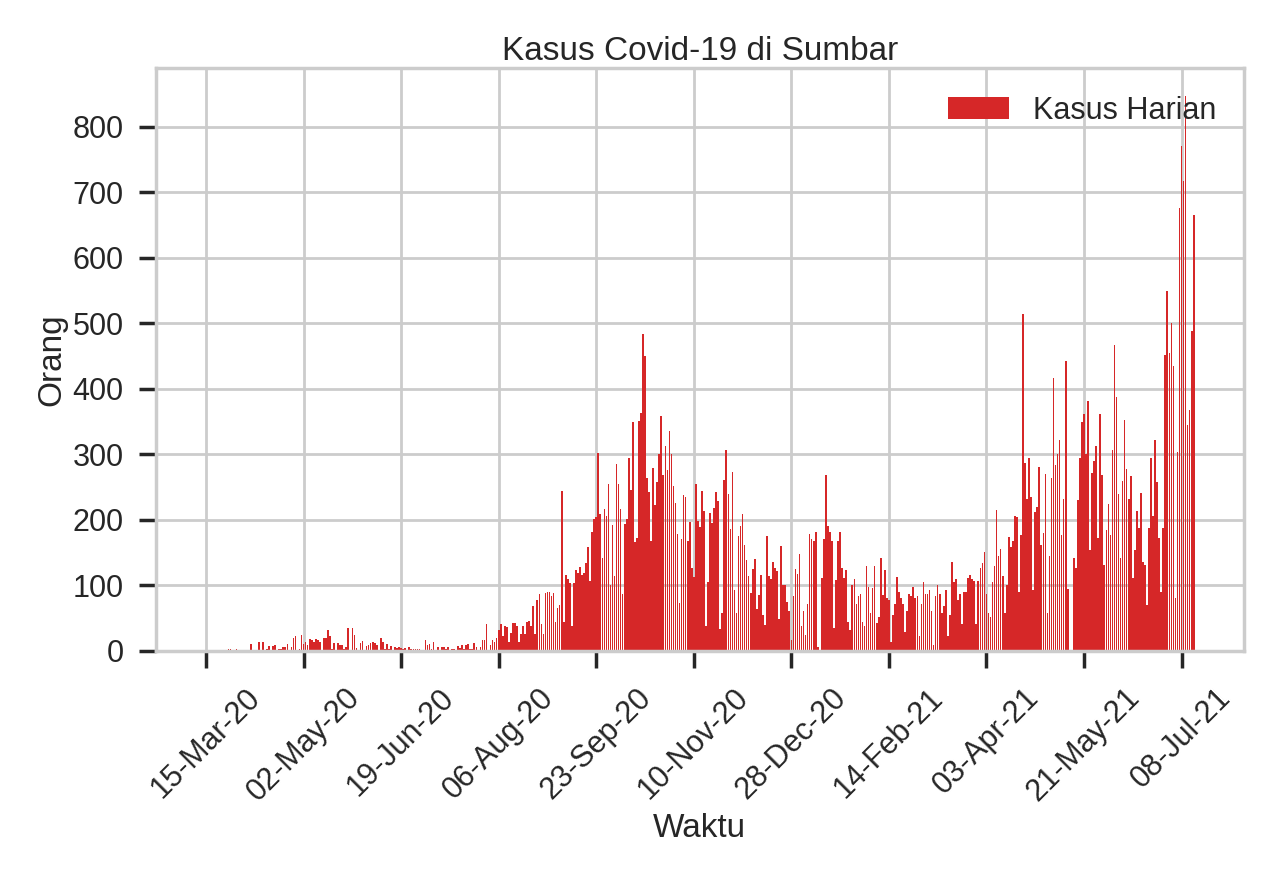 Kasus Covid-19 di Sumbar
Kasus Harian
Orang
800
700
600
500
400
300
200
100
0
15-Mar-20
02-May-20
19-Jun-20
06-Aug-20
23-Sep-20
10-Nov-20
28-Dec-20
14-Feb-21
03-Apr-21
21-May-21
08-Jul-21
Waktu